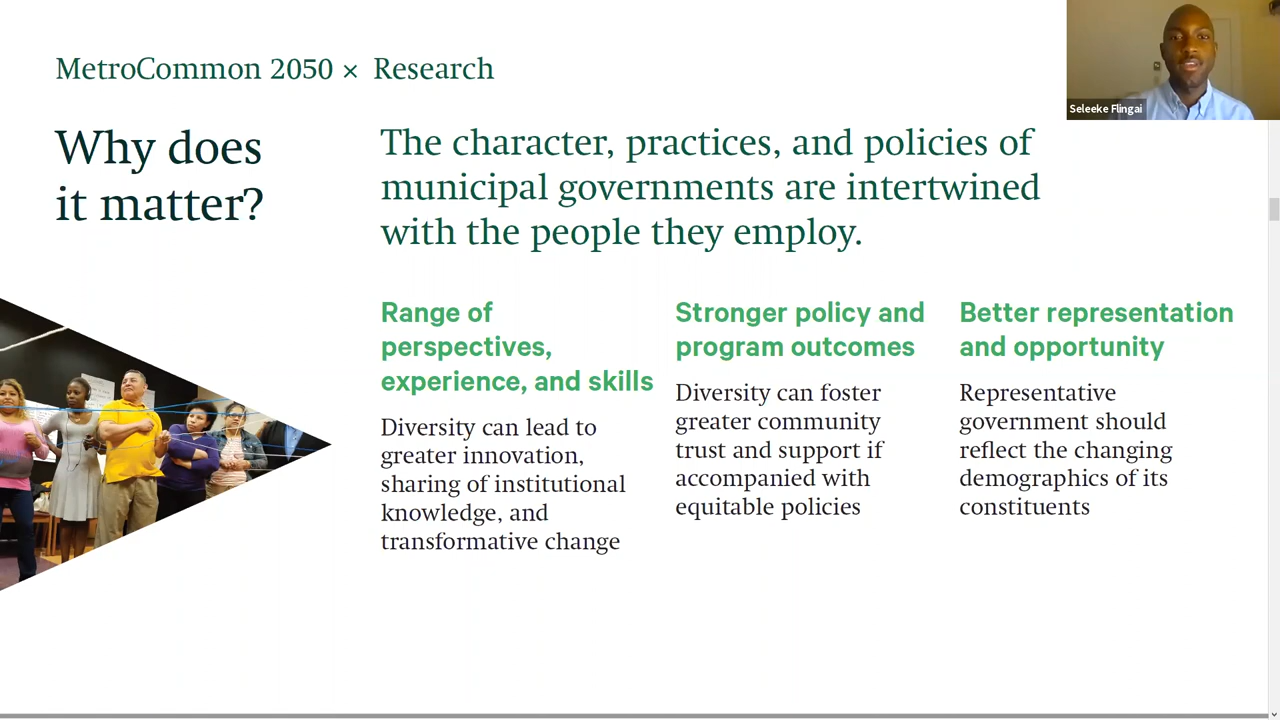 MetroCommon 2050 × Research
Seleeke Flingai
Why does
it matter?
The character, practices, and policies of
municipal governments are intertwined
with the people they employ.
Range of
perspectives,
experience, and skills
Diversity can lead to
greater innovation,
sharing of institutional
knowledge, and
transformative change
Stronger policy and
program outcomes
Diversity can foster
greater community
trust and support if
accompanied with
equitable policies
Better representation
and opportunity
Representative
government should
reflect the changing
demographics of its
constituents